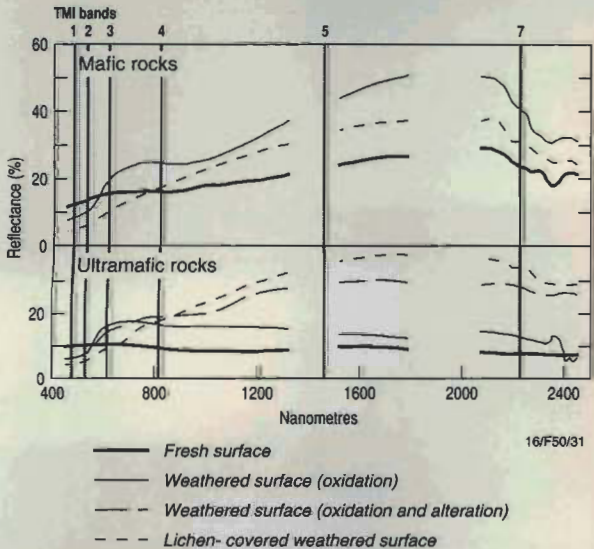 TMI bands
1 2 3 4 5 7
60
Mafic rocks
40
20
0
Ultramafic rocks
20
0
Reflectance (%)
400 800 1200 1600 2000 2400
Nanometres
16/F50/31
Fresh surface
Weathered surface (oxidation)
Weathered surface (oxidation and alteration)
Lichen- covered weathered surface